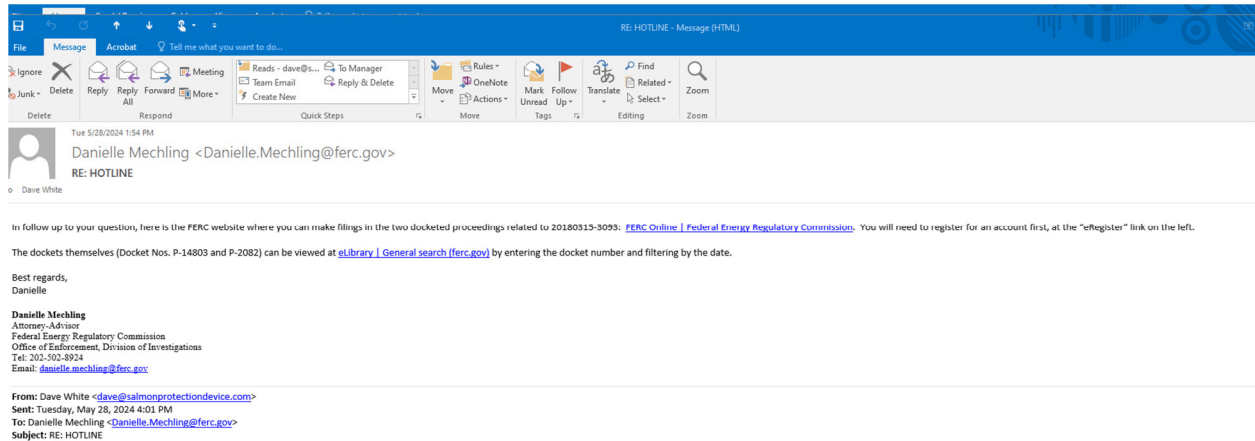 RE: HOTLINE - Message (HTML)
File Message Acrobat Tell me what you want to do...
Ignore Delete Reply Reply All Forward Meeting Reads - dave@s... To Manager Move Rules Mark Unread Follow Up Translate Find Zoom
Junk More Team Email Reply & Delete OneNote Related
Create New Actions Select
Delete Respond Quick Steps Move Tags Editing Zoom
Tue 5/28/2024 1:54 PM
Danielle Mechling <Danielle.Mechling@ferc.gov>
RE: HOTLINE
o Dave White
In follow up to your question, here is the FERC website where you can make filings in the two docketed proceedings related to 20180315-3093: FERC Online | Federal Energy Regulatory Commission. You will need to register for an account first, at the "eRegister" link on the left.
The dockets themselves (Docket Nos. P-14803 and P-2082) can be viewed at eLibrary | General search (ferc.gov) by entering the docket number and filtering by the date.
Best regards,
Danielle
Danielle Mechling
Attorney-Advisor
Federal Energy Regulatory Commission
Office of Enforcement, Division of Investigations
Tel: 202-502-8924
Email: danielle.mechling@ferc.gov
From: Dave White <dave@salmonprotectiondevice.com>
Sent: Tuesday, May 28, 2024 4:01 PM
To: Danielle Mechling <Danielle.Mechling@ferc.gov>
Subject: RE: HOTLINE